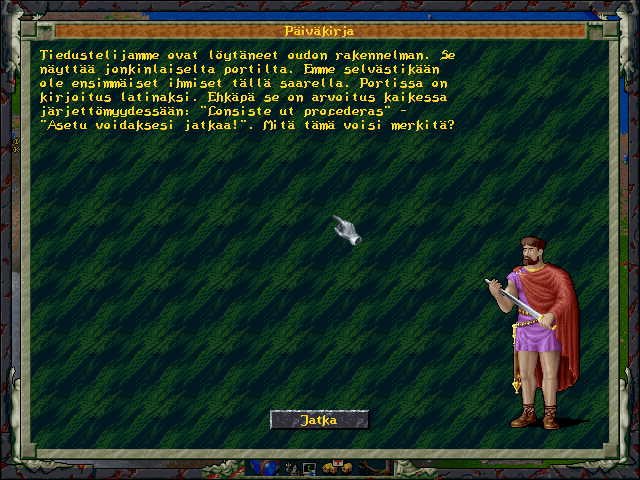 Päiväkirja
Tiedustelijamme ovat löytäneet oudon rakennelman. Se
näyttää jonkinlaiselta portilta. Emme selvästikään
ole ensimmäiset ihmiset tällä saarella. Portissa on
kirjoitus latinaksi. Ehkäpä se on arvoitus kaikessa
järjettömyydessään: "Consiste ut procederas" -
"Asetu voidaksesi jatkaa!". Mitä tämä voisi merkitä?
Jatka